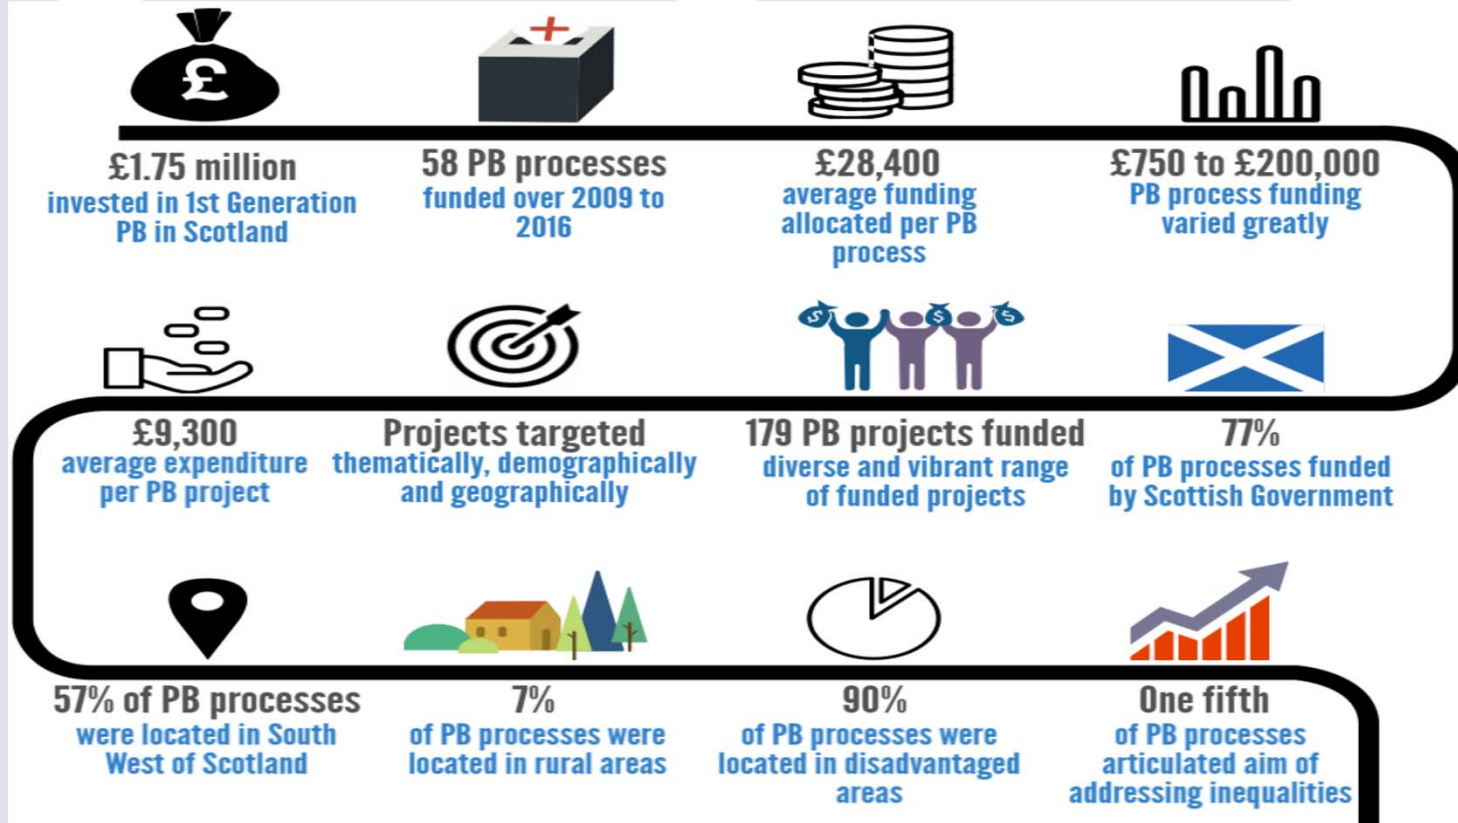 £
£1.75 million
invested in 1st Generation
PB in Scotland
58 PB processes
funded over 2009 to
2016
£28,400
average funding
allocated per PB
process
£750 to £200,000
PB process funding
varied greatly
$ $ $
77%
of PB processes funded
by Scottish Government
179 PB projects funded
diverse and vibrant range
of funded projects
Projects targeted
thematically, demographically
and geographically
£9,300
average expenditure
per PB project
57% of PB processes
were located in South
West of Scotland
7%
of PB processes were
located in rural areas
90%
of PB processes were
located in disadvantaged
areas
One fifth
of PB processes
articulated aim of
addressing inequalities